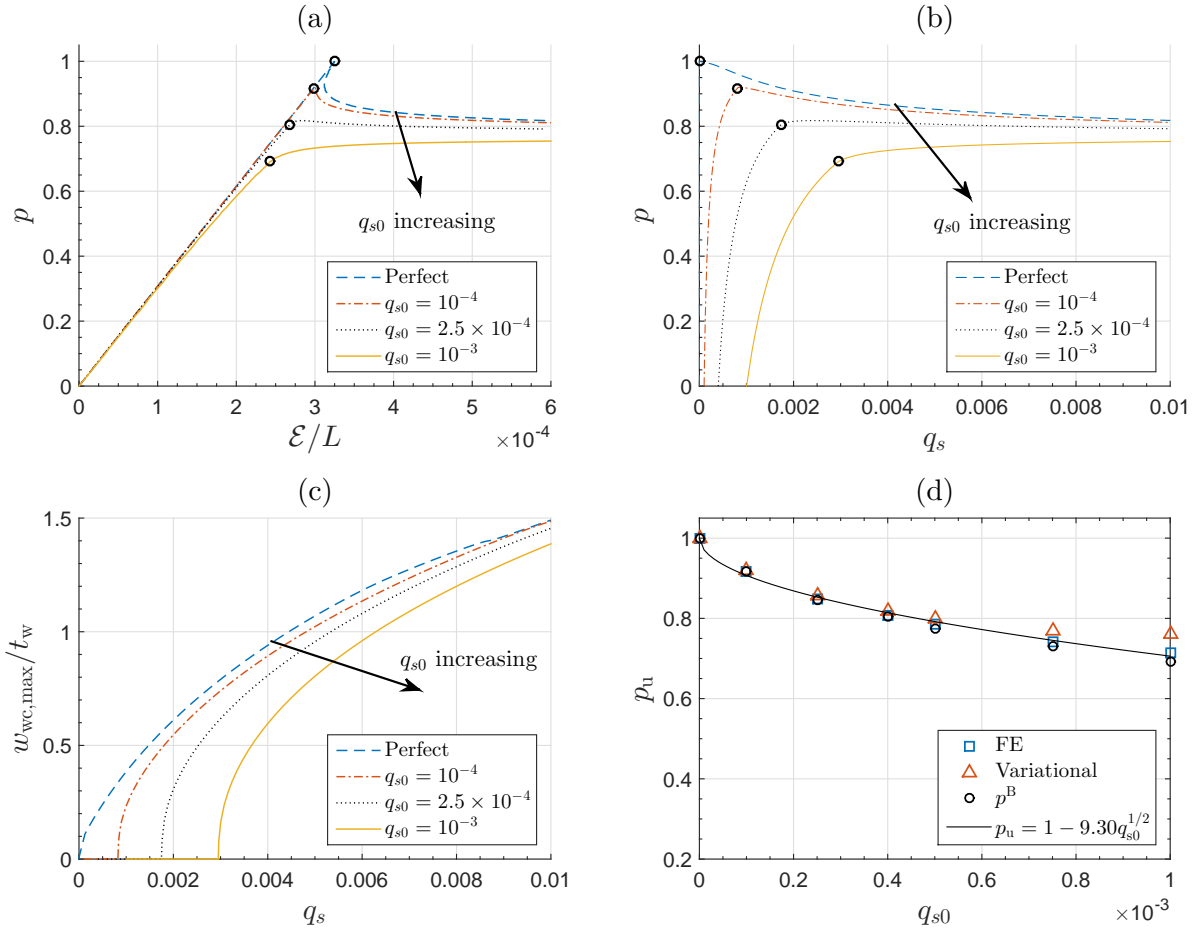 (a)
1
0.8
0.6
0.4
0.2
0
p
0 1 2 3 4 5 6
×10⁻⁴
ℰ/L
q_{s0} increasing
Perfect
q_{s0} = 10⁻⁴
q_{s0} = 2.5 × 10⁻⁴
q_{s0} = 10⁻³
(b)
1
0.8
0.6
0.4
0.2
0
p
0 0.002 0.004 0.006 0.008 0.01
q_s
q_{s0} increasing
Perfect
q_{s0} = 10⁻⁴
q_{s0} = 2.5 × 10⁻⁴
q_{s0} = 10⁻³
(c)
1.5
1
0.5
0
w_{wc,max}/t_w
0 0.002 0.004 0.006 0.008 0.01
q_s
q_{s0} increasing
Perfect
q_{s0} = 10⁻⁴
q_{s0} = 2.5 × 10⁻⁴
q_{s0} = 10⁻³
(d)
1
0.8
0.6
0.4
0.2
p_u
0 0.2 0.4 0.6 0.8 1
×10⁻³
q_{s0}
FE
Variational
p^B
p_u = 1 − 9.30q_{s0}^{1/2}